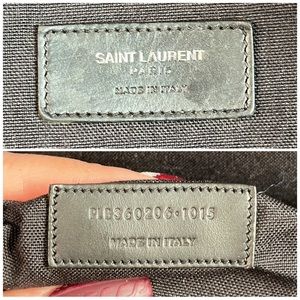 SAINT LAURENT
PARIS
MADE IN ITALY
PLD360206·1015
MADE IN ITALY